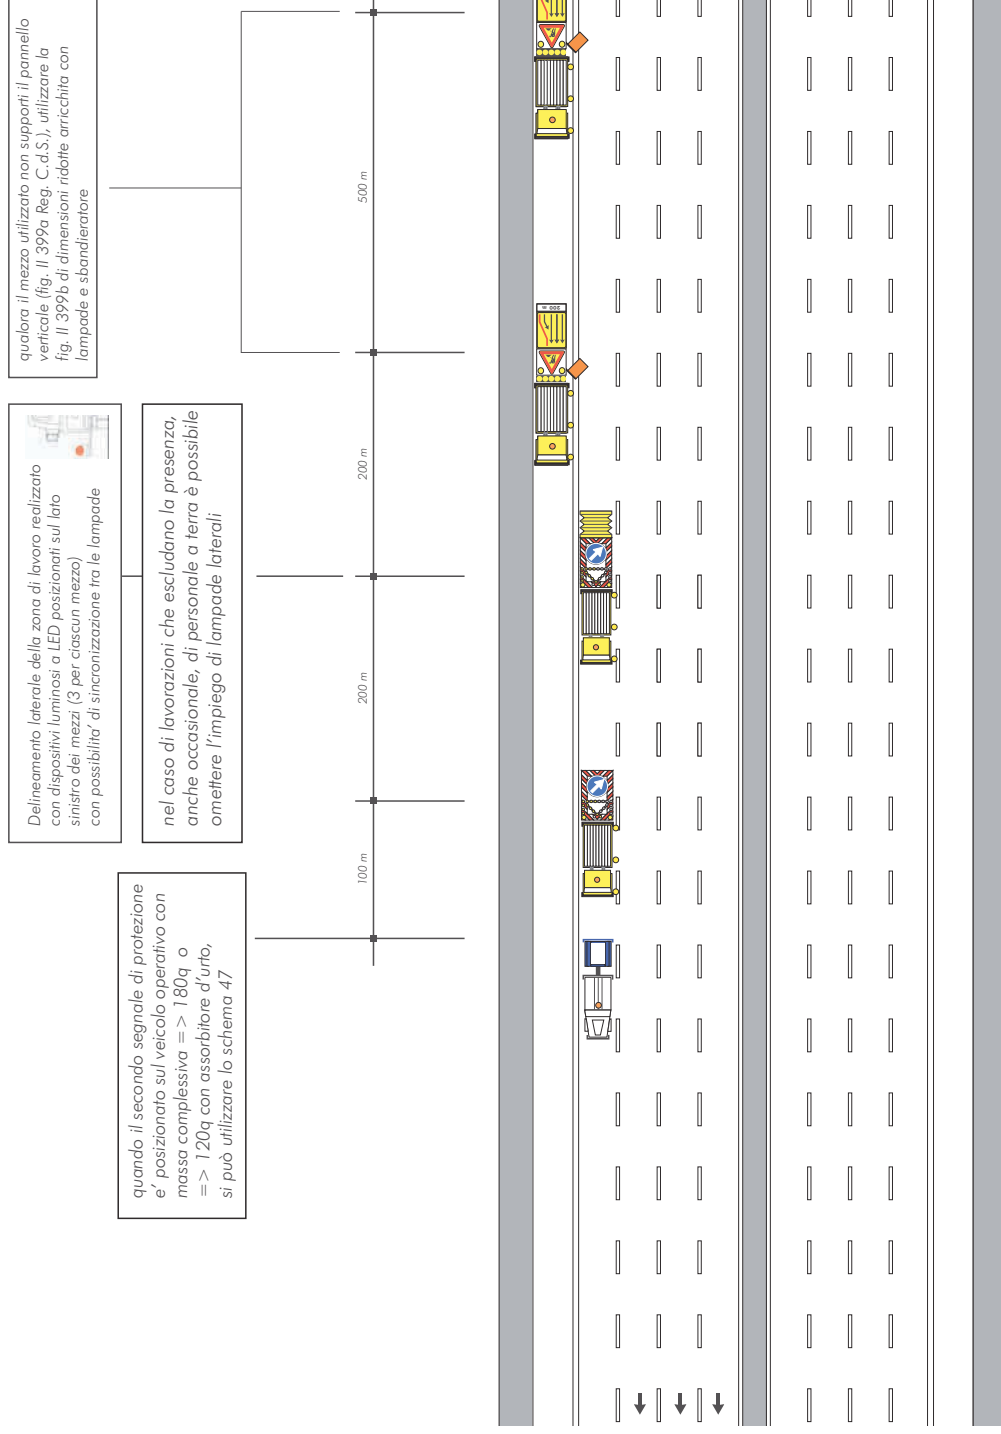 qualora il mezzo utilizzato non supporti il pannello
verticale (fig. II 399a Reg. C.d.S.), utilizzare la
fig. II 399b di dimensioni ridotte arricchita con
lampade e sbandieratore
Delineamento laterale della zona di lavoro realizzato
con dispositivi luminosi a LED posizionati sul lato
sinistro dei mezzi (3 per ciascun mezzo)
con possibilita' di sincronizzazione tra le lampade
nel caso di lavorazioni che escludano la presenza,
anche occasionale, di personale a terra è possibile
omettere l'impiego di lampade laterali
quando il secondo segnale di protezione
e' posizionato sul veicolo operativo con
massa complessiva = > 180q o
= > 120q con assorbitore d'urto,
si può utilizzare lo schema 47
500 m
200 m
200 m
100 m